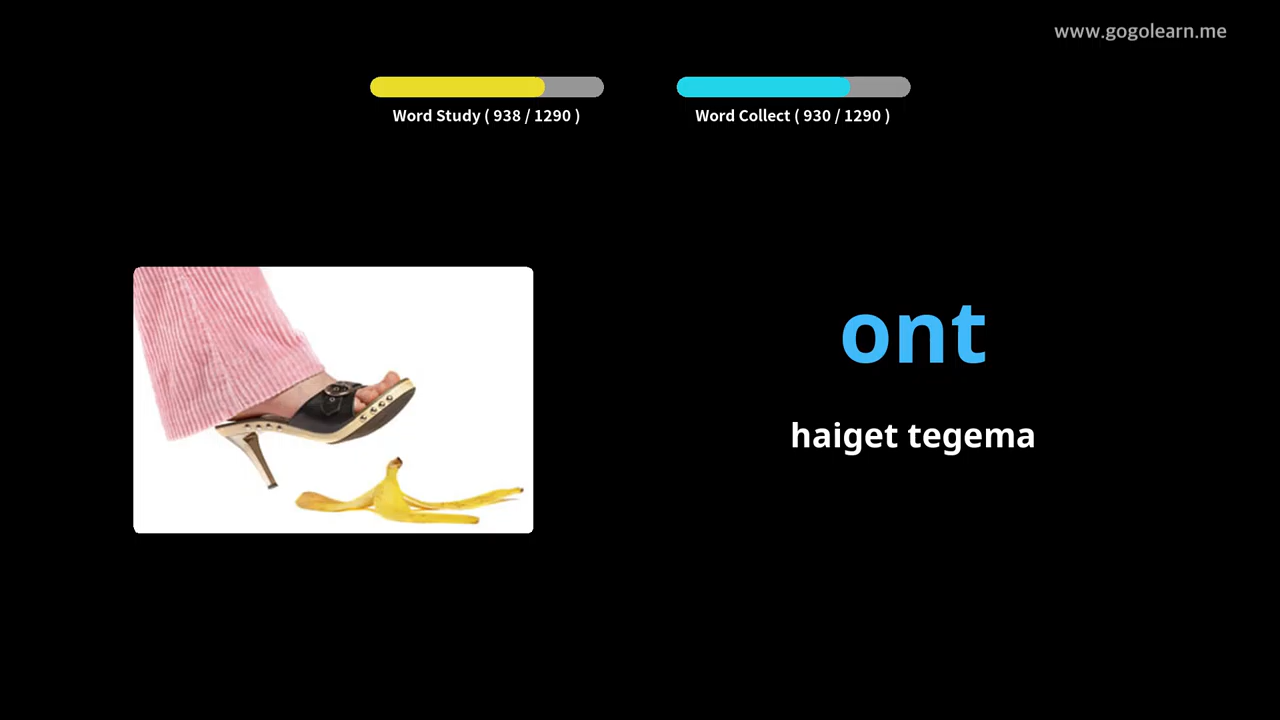 www.gogolearn.me
Word Study ( 938 / 1290 )
Word Collect ( 930 / 1290 )
ont
haiget tegema